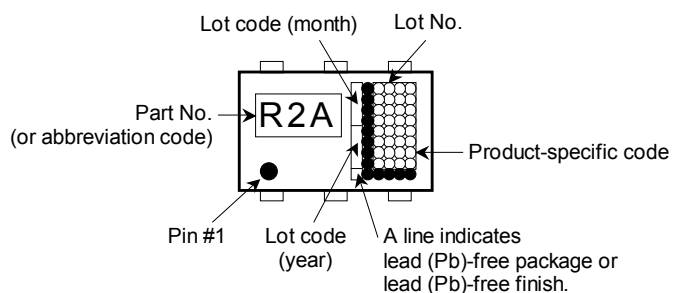 Lot code (month)
Lot No.
Part No.
(or abbreviation code)
R2A
Product-specific code
Pin #1
Lot code
(year)
A line indicates
lead (Pb)-free package or
lead (Pb)-free finish.